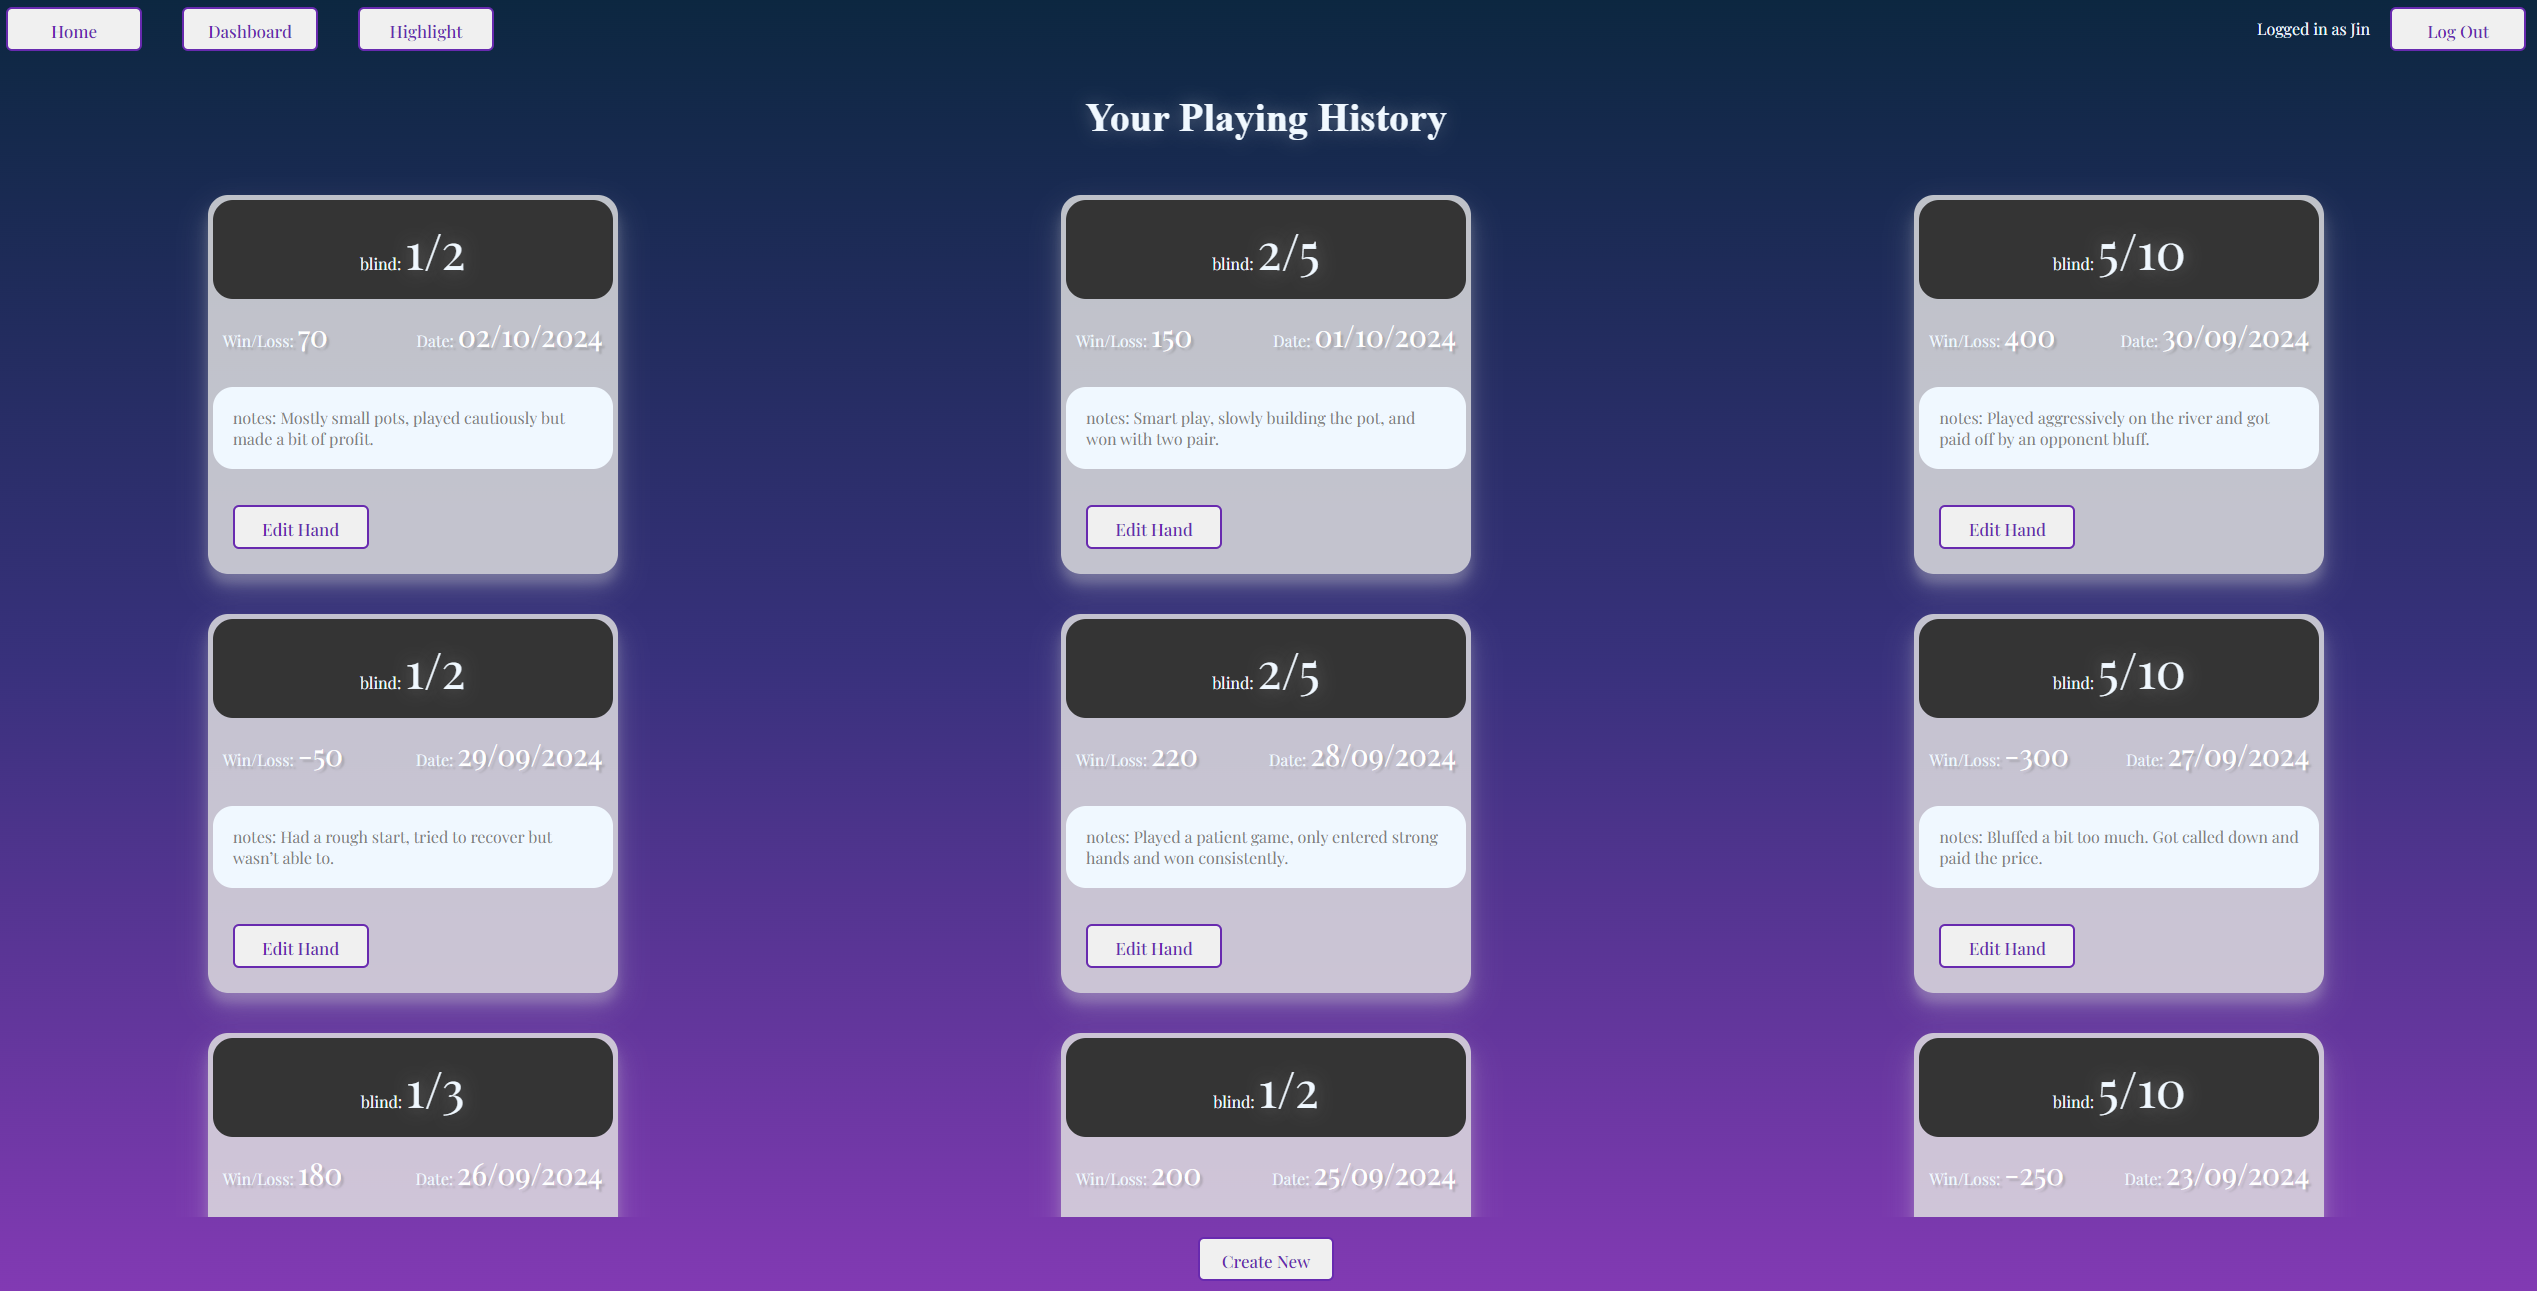 Home Dashboard Highlight Logged in as Jin Log Out
Your Playing History
blind: 1/2
Win/Loss: 70 Date: 02/10/2024
notes: Mostly small pots, played cautiously but
made a bit of profit.
Edit Hand
blind: 2/5
Win/Loss: 150 Date: 01/10/2024
notes: Smart play, slowly building the pot, and
won with two pair.
Edit Hand
blind: 5/10
Win/Loss: 400 Date: 30/09/2024
notes: Played aggressively on the river and got
paid off by an opponent bluff.
Edit Hand
blind: 1/2
Win/Loss: -50 Date: 29/09/2024
notes: Had a rough start, tried to recover but
wasn't able to.
Edit Hand
blind: 2/5
Win/Loss: 220 Date: 28/09/2024
notes: Played a patient game, only entered strong
hands and won consistently.
Edit Hand
blind: 5/10
Win/Loss: -300 Date: 27/09/2024
notes: Bluffed a bit too much. Got called down and
paid the price.
Edit Hand
blind: 1/3
Win/Loss: 180 Date: 26/09/2024
blind: 1/2
Win/Loss: 200 Date: 25/09/2024
blind: 5/10
Win/Loss: -250 Date: 23/09/2024
Create New